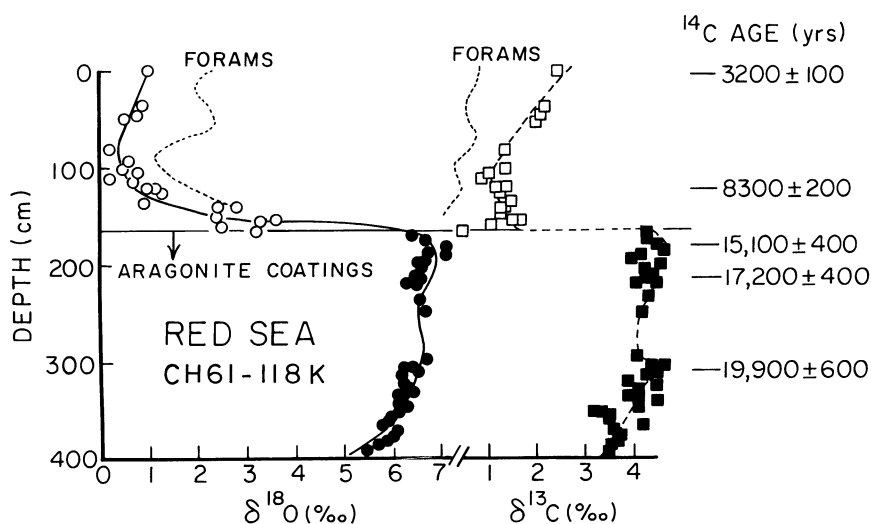 ¹⁴C AGE (yrs)
FORAMS
FORAMS
0
3200±100
100
8300±200
15,100±400
200
ARAGONITE COATINGS
17,200±400
DEPTH (cm)
RED SEA
300
CH61-118K
19,900±600
400
0 1 2 3 4 5 6 7 1 2 3 4
δ¹⁸O (‰) δ¹³C (‰)